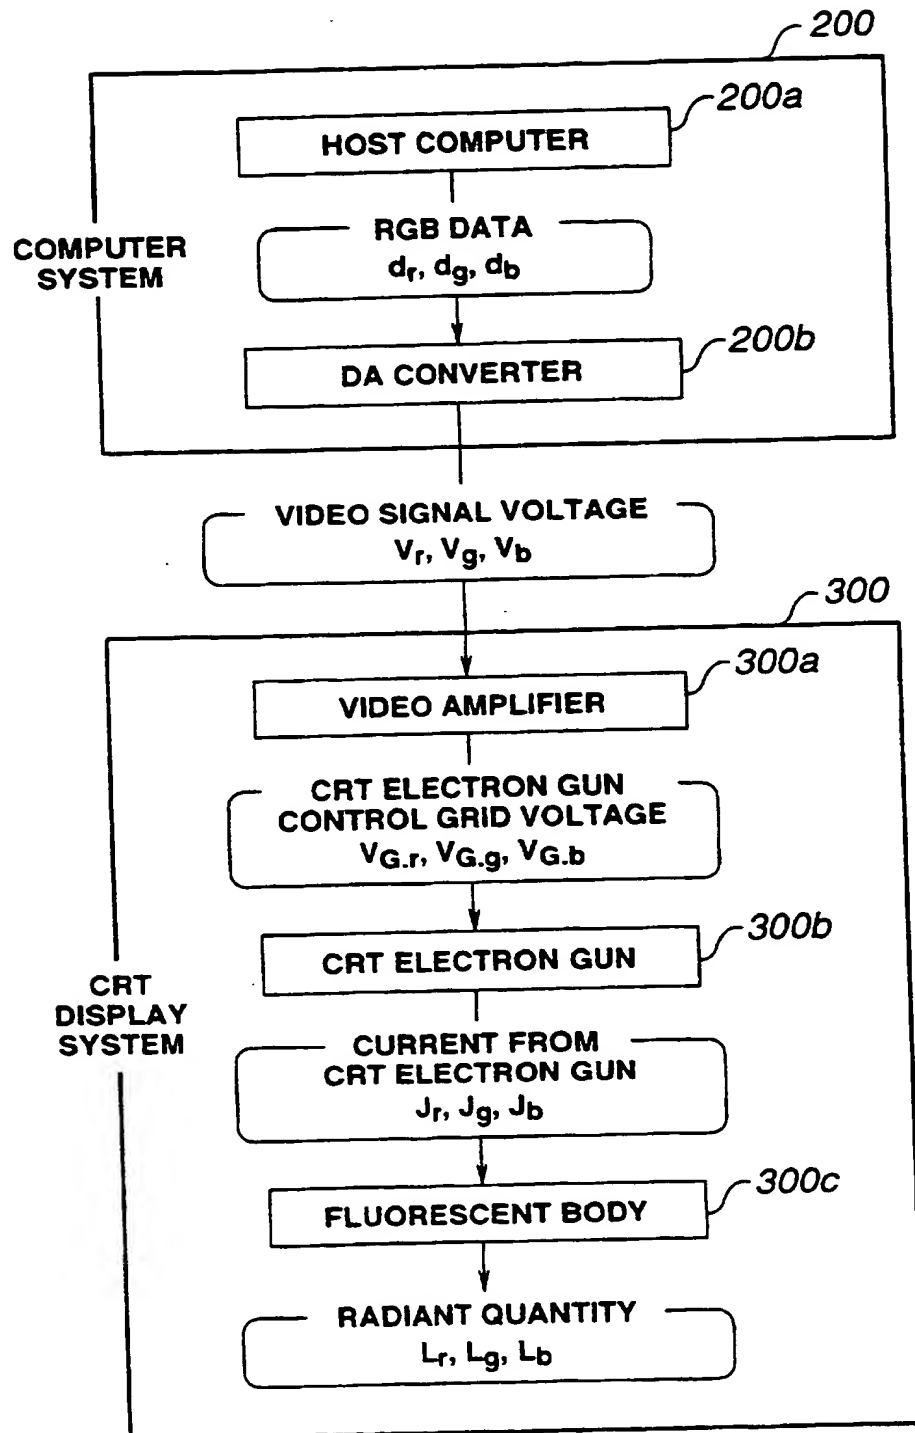 200
200a
HOST COMPUTER
RGB DATA
dr, dg, db
COMPUTER
SYSTEM
200b
DA CONVERTER
VIDEO SIGNAL VOLTAGE
Vr, Vg, Vb
300
300a
VIDEO AMPLIFIER
CRT ELECTRON GUN
CONTROL GRID VOLTAGE
VG.r, VG.g, VG.b
300b
CRT ELECTRON GUN
CRT
DISPLAY
SYSTEM
CURRENT FROM
CRT ELECTRON GUN
Jr, Jg, Jb
300c
FLUORESCENT BODY
RADIANT QUANTITY
Lr, Lg, Lb